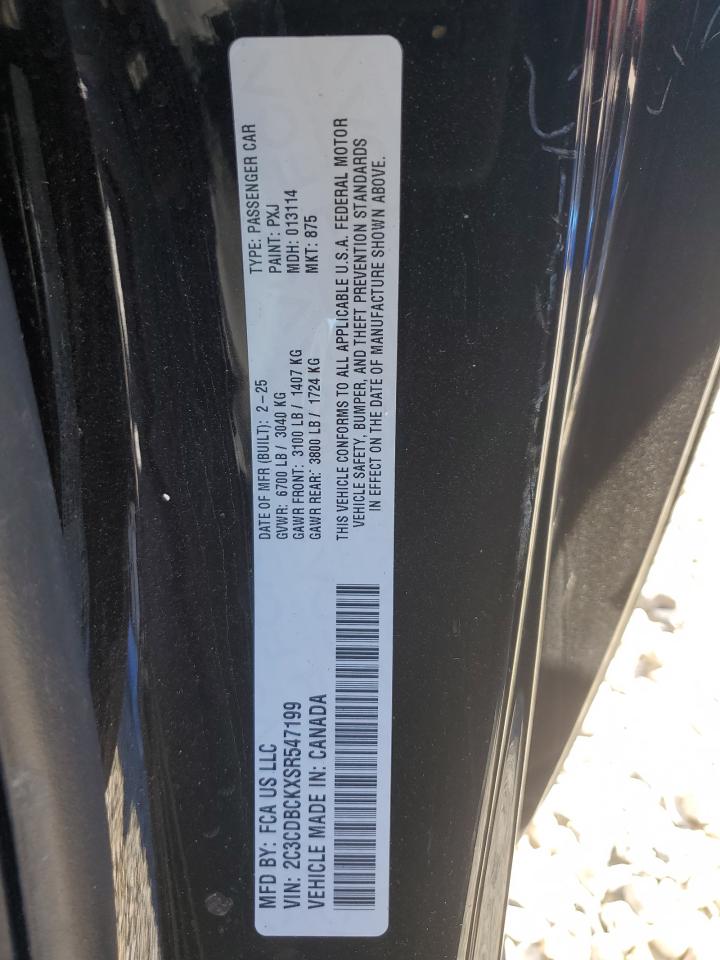 MFD BY: FCA US LLC
VIN: 2C3CDBCKXSR547199
VEHICLE MADE IN: CANADA
DATE OF MFR (BUILT): 2-25
GVWR: 6700 LB / 3040 KG
GAWR FRONT: 3100 LB / 1407 KG
GAWR REAR: 3800 LB / 1724 KG
TYPE: PASSENGER CAR
PAINT: PXJ
MDH: 013114
MKT: 875
THIS VEHICLE CONFORMS TO ALL APPLICABLE U.S.A. FEDERAL MOTOR
VEHICLE SAFETY, BUMPER, AND THEFT PREVENTION STANDARDS
IN EFFECT ON THE DATE OF MANUFACTURE SHOWN ABOVE.